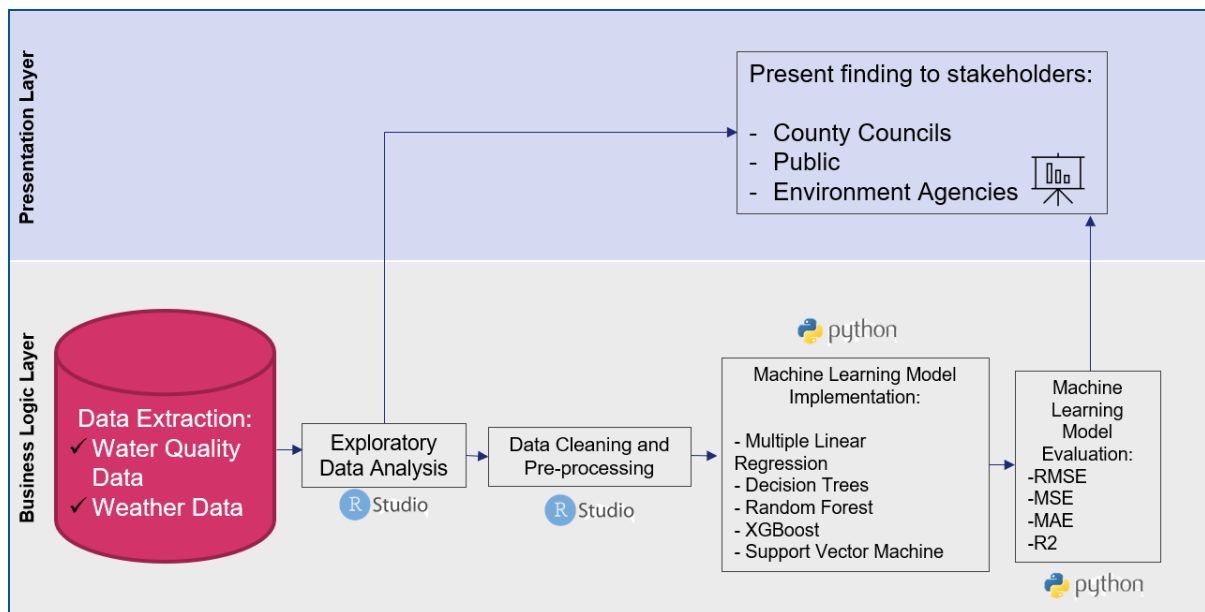 Presentation Layer
Present finding to stakeholders:
- County Councils
- Public
- Environment Agencies
Business Logic Layer
Data Extraction:
✓ Water Quality
Data
✓ Weather Data
Exploratory
Data Analysis
R Studio
Data Cleaning and
Pre-processing
R Studio
python
Machine Learning Model
Implementation:
- Multiple Linear
Regression
- Decision Trees
- Random Forest
- XGBoost
- Support Vector Machine
Machine
Learning
Model
Evaluation:
-RMSE
-MSE
-MAE
-R2
python